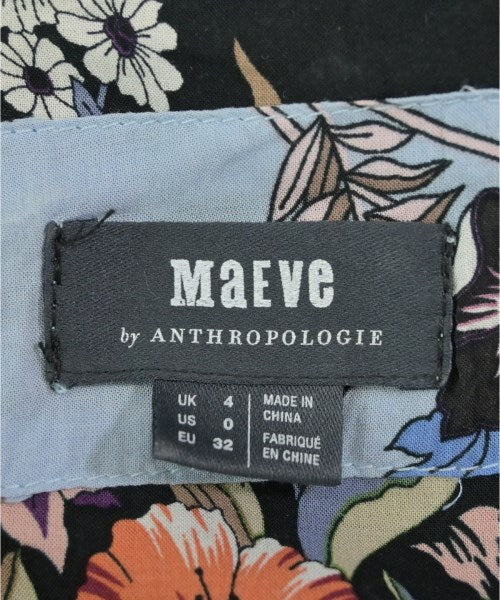 MaEVe
by ANTHROPOLOGIE
UK 4
US 0
EU 32
MADE IN
CHINA
FABRIQUÉ
EN CHINE